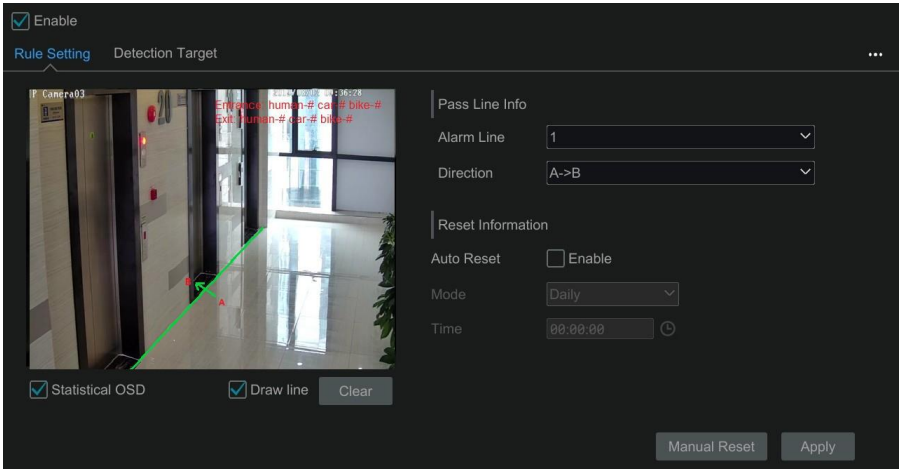 Enable
Rule Setting Detection Target
...
IP Camera03
Entrance: human-# car-# bike-#
Exit: human-# car-# bike-#
B
A
Statistical OSD Draw line Clear
Pass Line Info
Alarm Line 1
Direction A->B
Reset Information
Auto Reset Enable
Mode Daily
Time 00:00:00
Manual Reset Apply